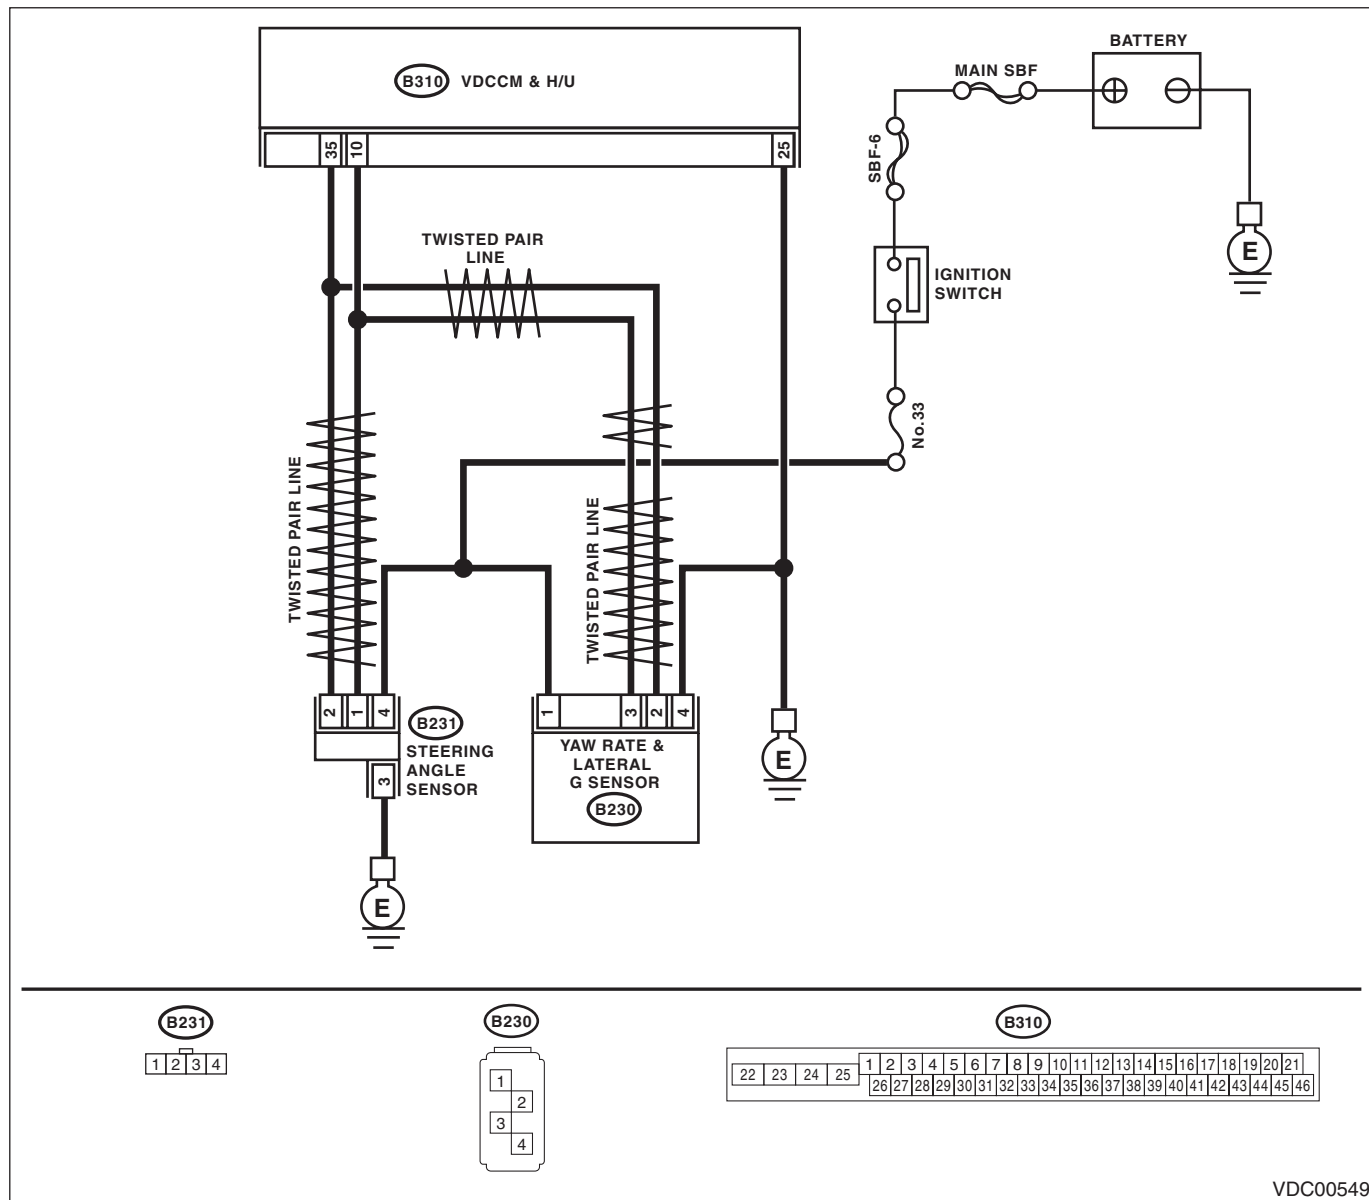 BATTERY
MAIN SBF
B310 VDCCM & H/U
35 10 25
SBF-6
TWISTED PAIR
LINE
E
IGNITION
SWITCH
No.33
TWISTED PAIR LINE
TWISTED PAIR LINE
2 1 4
B231
STEERING
ANGLE
SENSOR
3
1 3 2 4
YAW RATE &
LATERAL
G SENSOR
B230
E
E
B231
1 2 3 4
B230
1
2
3
4
B310
22 23 24 25
1 2 3 4 5 6 7 8 9 10 11 12 13 14 15 16 17 18 19 20 21
26 27 28 29 30 31 32 33 34 35 36 37 38 39 40 41 42 43 44 45 46
VDC00549